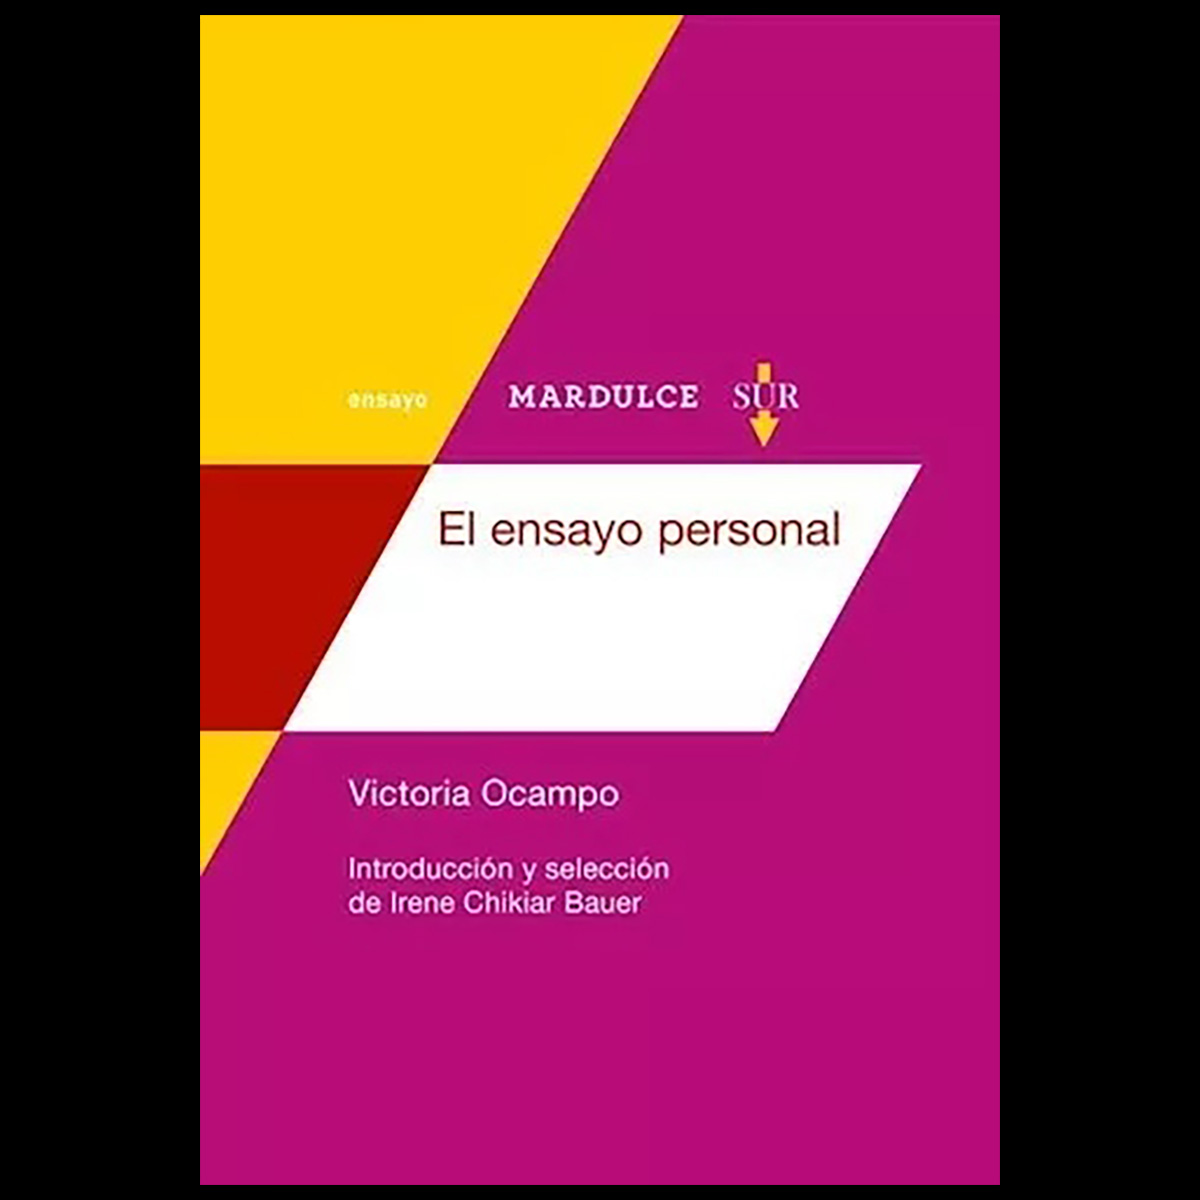 ensayo MARDULCE SUR
El ensayo personal
Victoria Ocampo
Introducción y selección
de Irene Chikiar Bauer